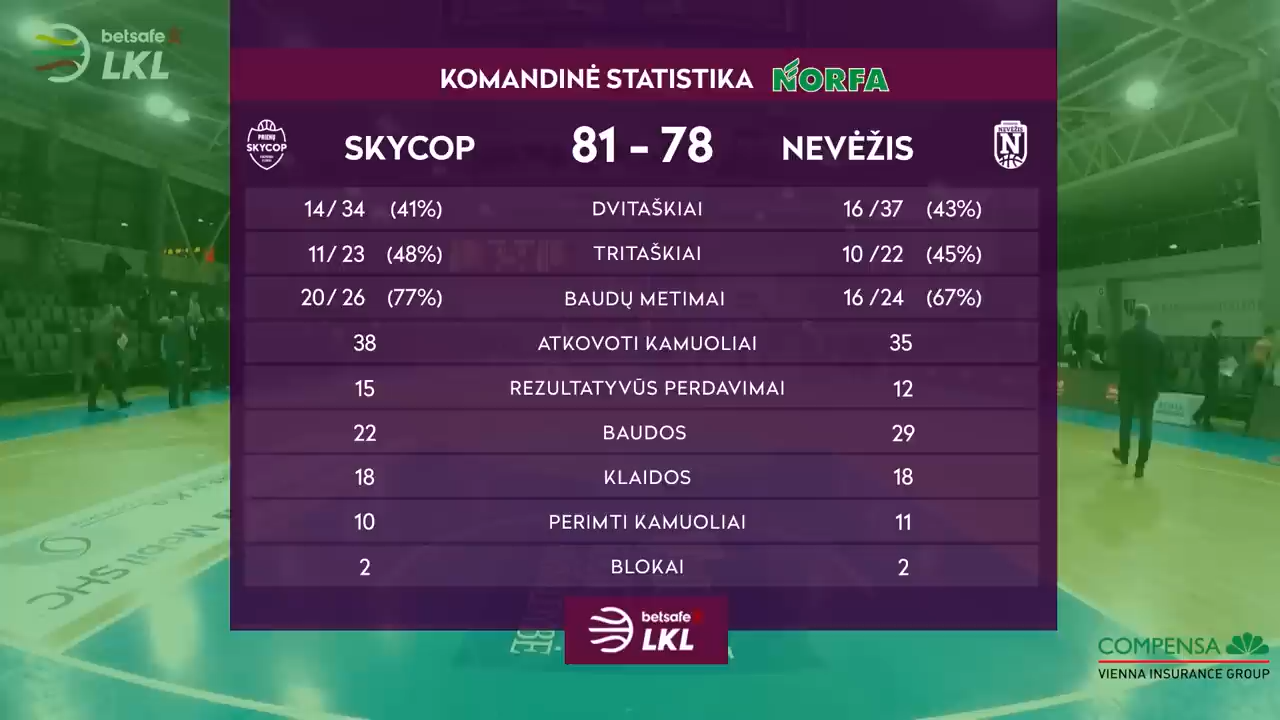 betsafe
LKL
KOMANDINĖ STATISTIKA NORFA
PRIENŲ
SKYCOP
SKYCOP 81 - 78 NEVĖŽIS
NEVĖŽIS
N
14/ 34 (41%) DVITAŠKIAI 16 /37 (43%)
11/ 23 (48%) TRITAŠKIAI 10 /22 (45%)
20/ 26 (77%) BAUDŲ METIMAI 16 /24 (67%)
38 ATKOVOTI KAMUOLIAI 35
15 REZULTATYVŪS PERDAVIMAI 12
22 BAUDOS 29
18 KLAIDOS 18
10 PERIMTI KAMUOLIAI 11
2 BLOKAI 2
betsafe
LKL
Mobil SHC
COMPENSA
VIENNA INSURANCE GROUP